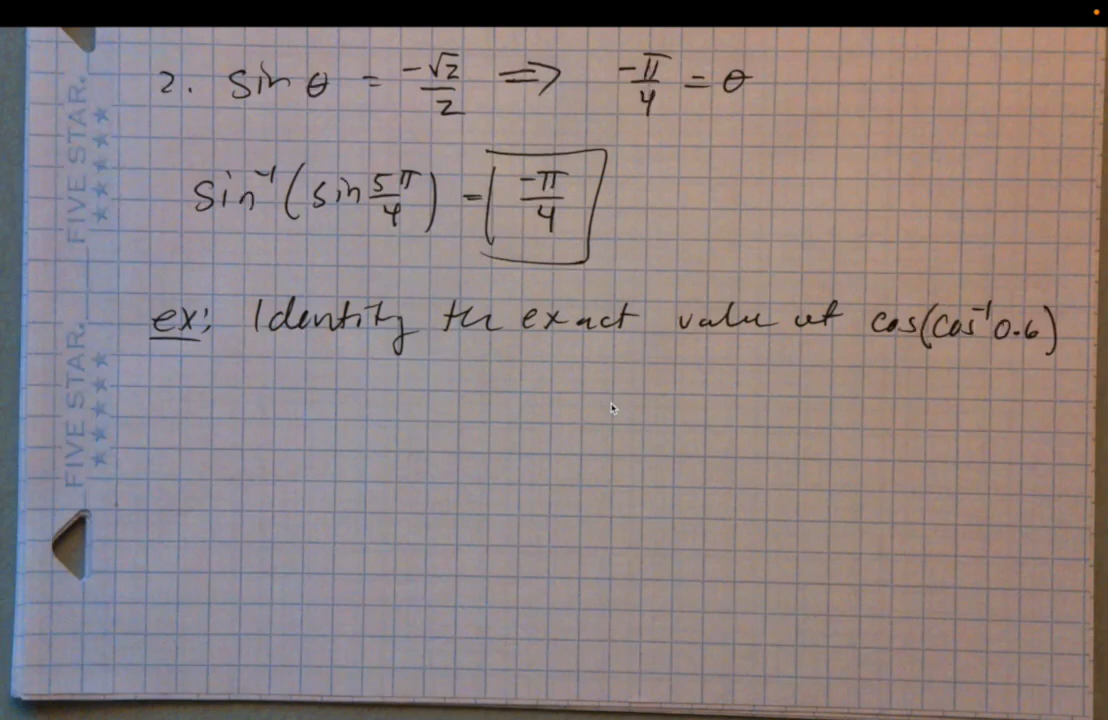 2. sin θ = -√2/2 ⇒ -π/4 = θ
sin⁻¹(sin 5π/4) = -π/4
ex: Identify the exact value of cos(cos⁻¹ 0.6)
FIVE STAR.
FIVE STAR.